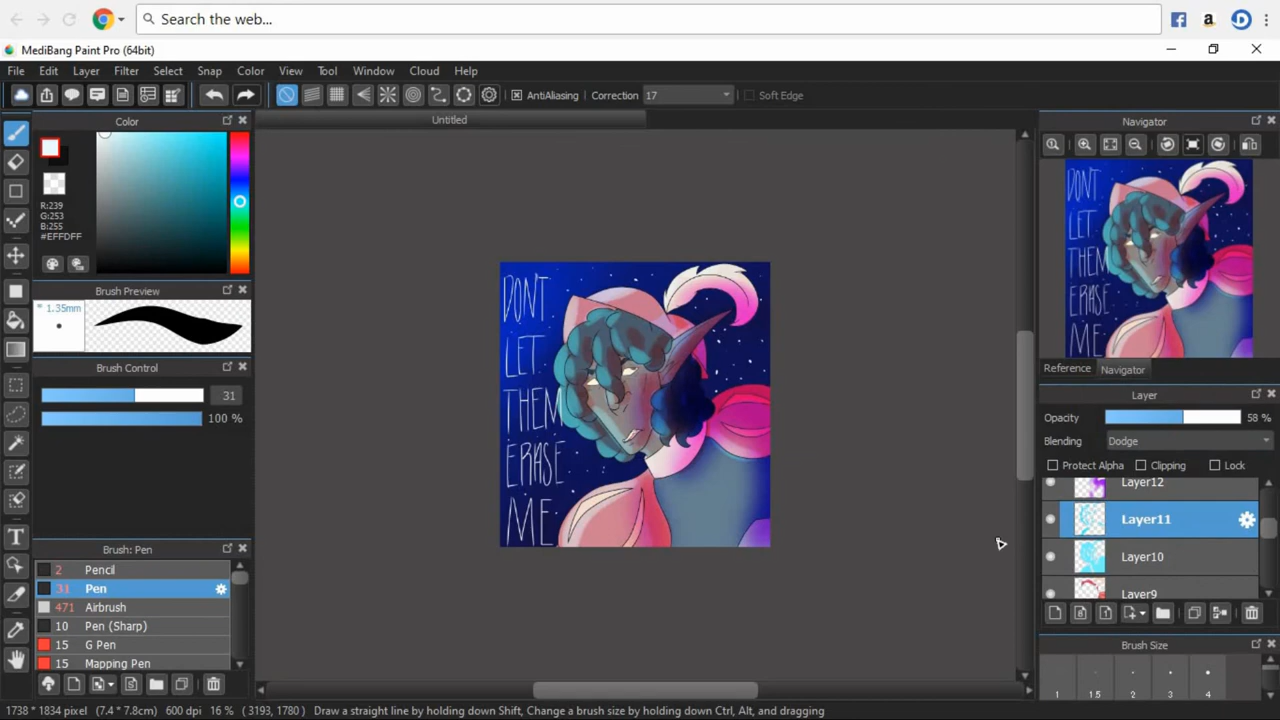 Search the web...
MediBang Paint Pro (64bit)
File Edit Layer Filter Select Snap Color View Tool Window Cloud Help
AntiAliasing Correction 17 Soft Edge
Color
Untitled
Navigator
R:239
G:253
B:255
#EFFDFF
Brush Preview
1.35mm
Brush Control
31
100 %
DONT
LET
THEM
ERASE
ME
DONT
LET
THEM
ERASE
ME
Reference Navigator
Layer
Opacity 58 %
Blending Dodge
Protect Alpha Clipping Lock
Layer12
Layer11
Layer10
Layer9
Brush: Pen
2 Pencil
31 Pen
471 Airbrush
10 Pen (Sharp)
15 G Pen
15 Mapping Pen
Brush Size
1 1.5 2 3 4
1738 * 1834 pixel (7.4 * 7.8cm) 600 dpi 16 % (3193, 1780) Draw a straight line by holding down Shift, Change a brush size by holding down Ctrl, Alt, and dragging